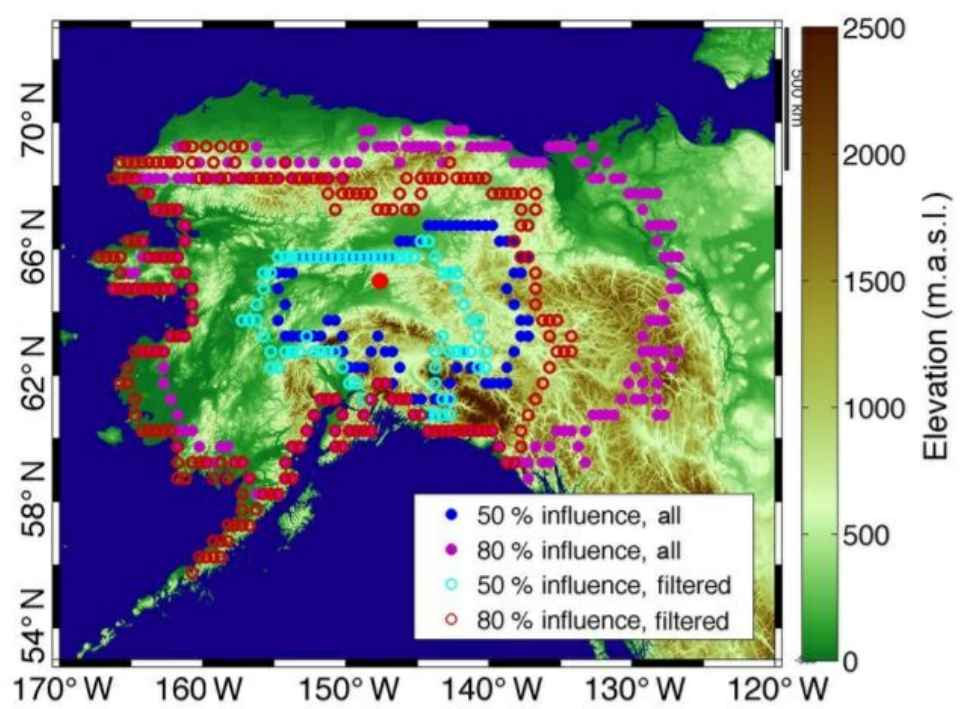 2500
2000
1500
1000
500
0
Elevation (m.a.s.l.)
500 km
70° N
66° N
62° N
58° N
54° N
50 % influence, all
80 % influence, all
50 % influence, filtered
80 % influence, filtered
170° W 160° W 150° W 140° W 130° W 120° W